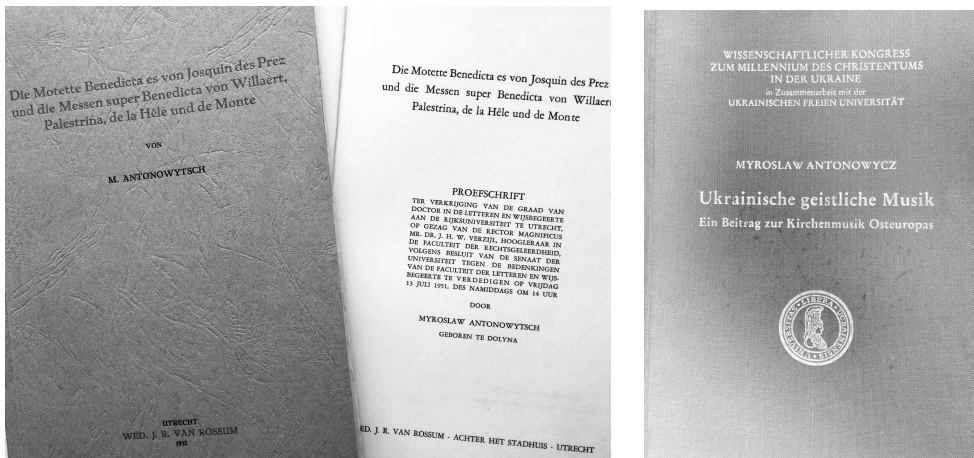 Die Motette Benedicta es von Josquin des Prez
und die Messen super Benedicta von Willaert,
Palestrina, de la Hêle und de Monte
VON
M. ANTONOWYTSCH
UTRECHT
WED. J. R. VAN ROSSUM
1951
Die Motette Benedicta es von Josquin des Prez
und die Messen super Benedicta von Willaert
Palestrina, de la Hêle und de Monte
PROEFSCHRIFT
TER VERKRIJGING VAN DE GRAAD VAN
DOCTOR IN DE LETTEREN EN WIJSBEGEERTE
AAN DE RIJKSUNIVERSITEIT TE UTRECHT,
OP GEZAG VAN DE RECTOR MAGNIFICUS
MR. DR. J. H. W. VERZIJL, HOOGLERAAR IN
DE FACULTEIT DER RECHTSGELEERDHEID,
VOLGENS BESLUIT VAN DE SENAAT DER
UNIVERSITEIT TEGEN DE BEDENKINGEN
VAN DE FACULTEIT DER LETTEREN EN WIJS-
BEGEERTE TE VERDEDIGEN OP VRIJDAG
13 JULI 1951, DES NAMIDDAGS OM 14 UUR
DOOR
MYROSLAW ANTONOWYTSCH
GEBOREN TE DOLYNA
ED. J. R. VAN ROSSUM - ACHTER HET STADHUIS - UTRECHT
WISSENSCHAFTLICHER KONGRESS
ZUM MILLENNIUM DES CHRISTENTUMS
IN DER UKRAINE
in Zusammenarbeit mit der
UKRAINISCHEN FREIEN UNIVERSITÄT
MYROSLAW ANTONOWYCZ
Ukrainische geistliche Musik
Ein Beitrag zur Kirchenmusik Osteuropas
UNIVERSITAS LIBERA UCRAINENSIS